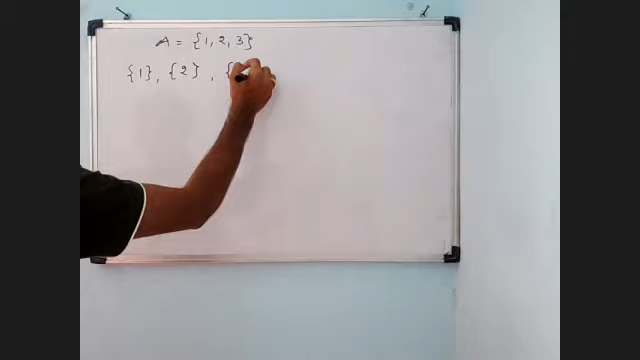 A = {1, 2, 3}
{1}, {2}, {